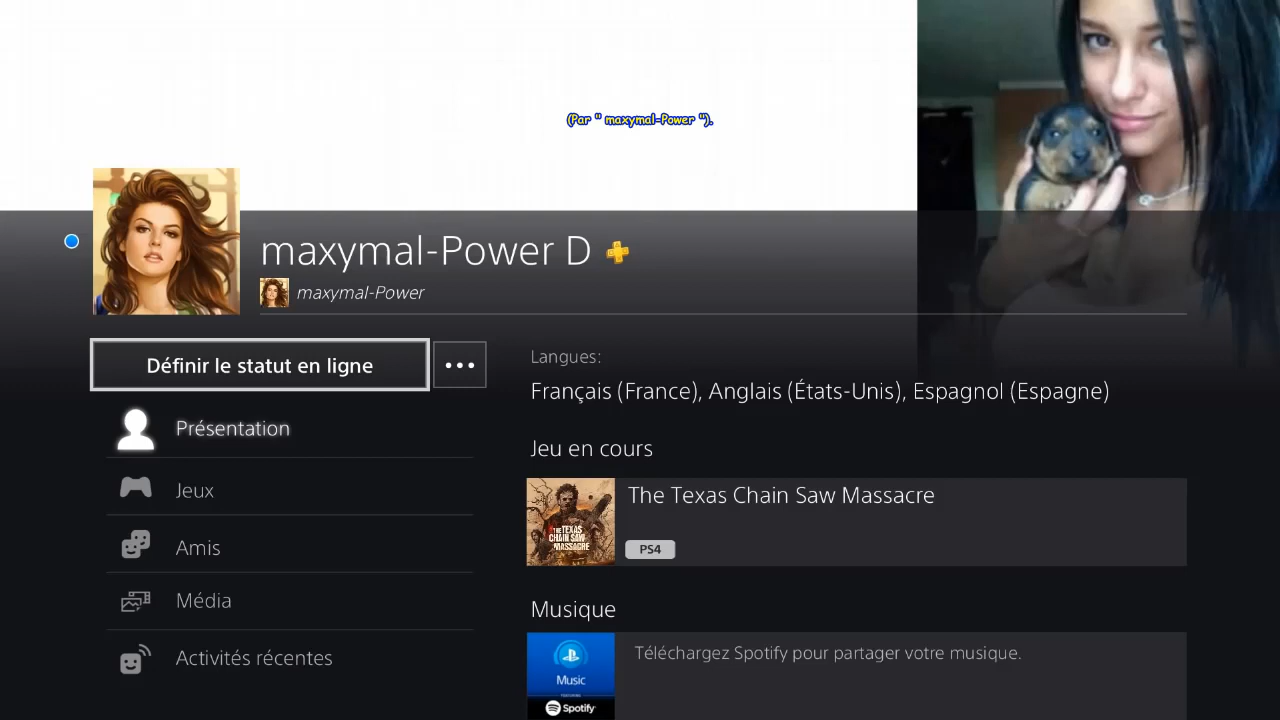 (Par " maxymal-Power ").
maxymal-Power D
maxymal-Power
Définir le statut en ligne
Présentation
Jeux
Amis
Média
Activités récentes
Langues:
Français (France), Anglais (États-Unis), Espagnol (Espagne)
Jeu en cours
THE TEXAS
CHAIN SAW
MASSACRE
The Texas Chain Saw Massacre
PS4
Musique
Music
Spotify
Téléchargez Spotify pour partager votre musique.